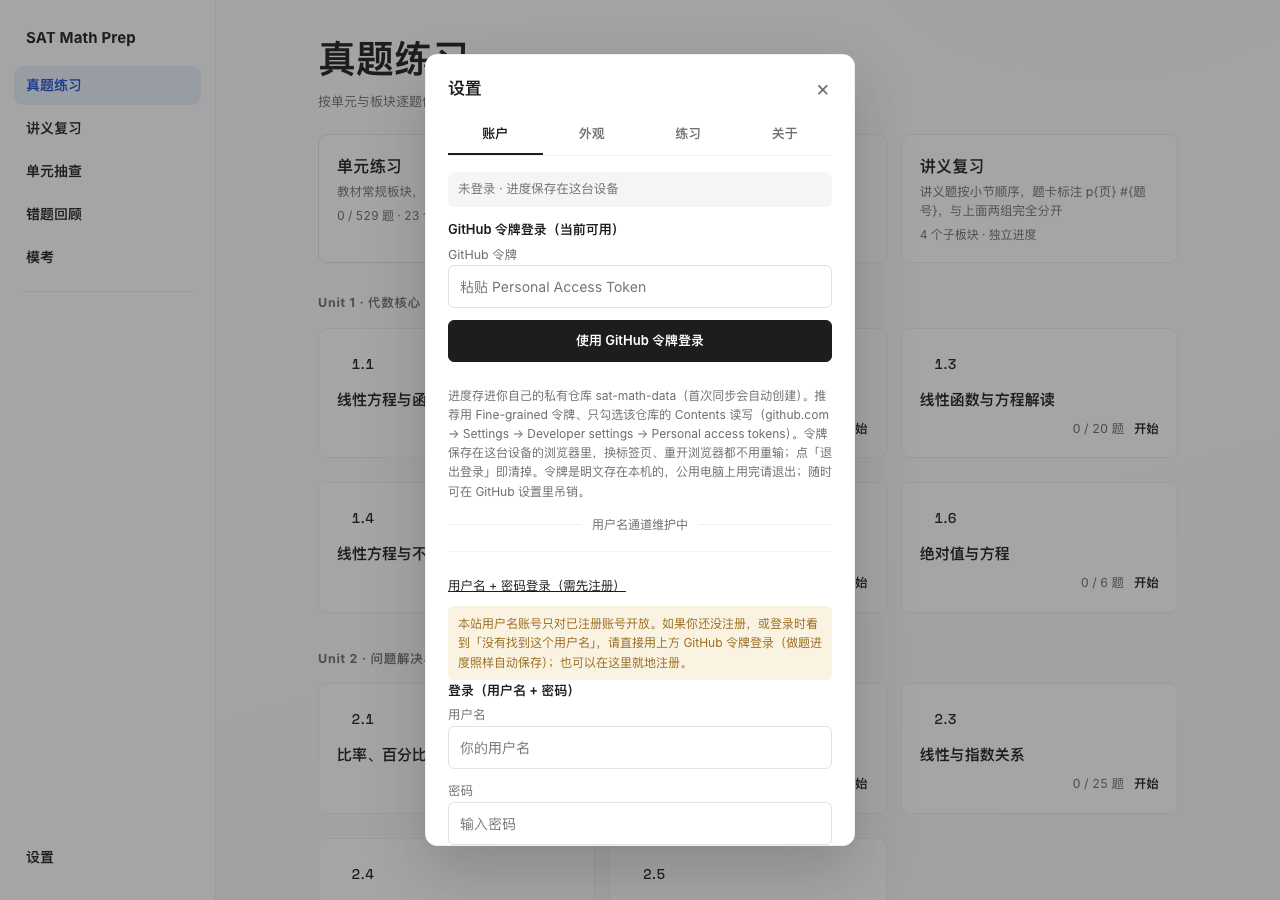 SAT Math Prep
真题练习
讲义复习
单元抽查
错题回顾
模考
设置
真题练习
按单元与板块逐题
单元练习
教材常规板块，
0 / 529 题 · 23
讲义复习
讲义题按小节顺序，题卡标注 p{页} #{题
号}，与上面两组完全分开
4 个子板块 · 独立进度
Unit 1 · 代数核心
1.1
线性方程与函
始
1.3
线性函数与方程解读
0 / 20 题 开始
1.4
线性方程与不
始
1.6
绝对值与方程
0 / 6 题 开始
Unit 2 · 问题解决
2.1
比率、百分比
始
2.3
线性与指数关系
0 / 25 题 开始
2.4
2.5
设置
×
账户
外观
练习
关于
未登录 · 进度保存在这台设备
GitHub 令牌登录（当前可用）
GitHub 令牌
粘贴 Personal Access Token
使用 GitHub 令牌登录
进度存进你自己的私有仓库 sat-math-data（首次同步会自动创建）。推
荐用 Fine-grained 令牌、只勾选该仓库的 Contents 读写（github.com
→ Settings → Developer settings → Personal access tokens）。令牌
保存在这台设备的浏览器里，换标签页、重开浏览器都不用重输；点「退
出登录」即清掉。令牌是明文存在本机的，公用电脑上用完请退出；随时
可在 GitHub 设置里吊销。
用户名通道维护中
用户名 + 密码登录（需先注册）
本站用户名账号只对已注册账号开放。如果你还没注册，或登录时看
到「没有找到这个用户名」，请直接用上方 GitHub 令牌登录（做题进
度照样自动保存）；也可以在这里就地注册。
登录（用户名 + 密码）
用户名
你的用户名
密码
输入密码